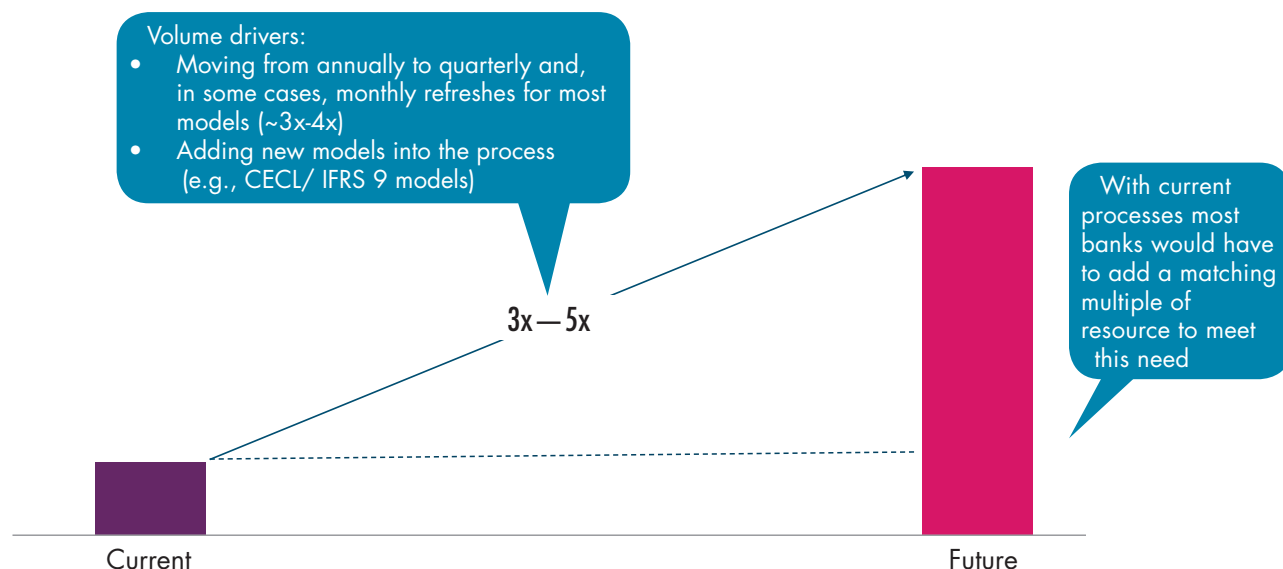 Volume drivers:
• Moving from annually to quarterly and,
in some cases, monthly refreshes for most
models (~3x-4x)
• Adding new models into the process
(e.g., CECL/ IFRS 9 models)
3x—5x
With current
processes most
banks would have
to add a matching
multiple of
resource to meet
this need
Current
Future